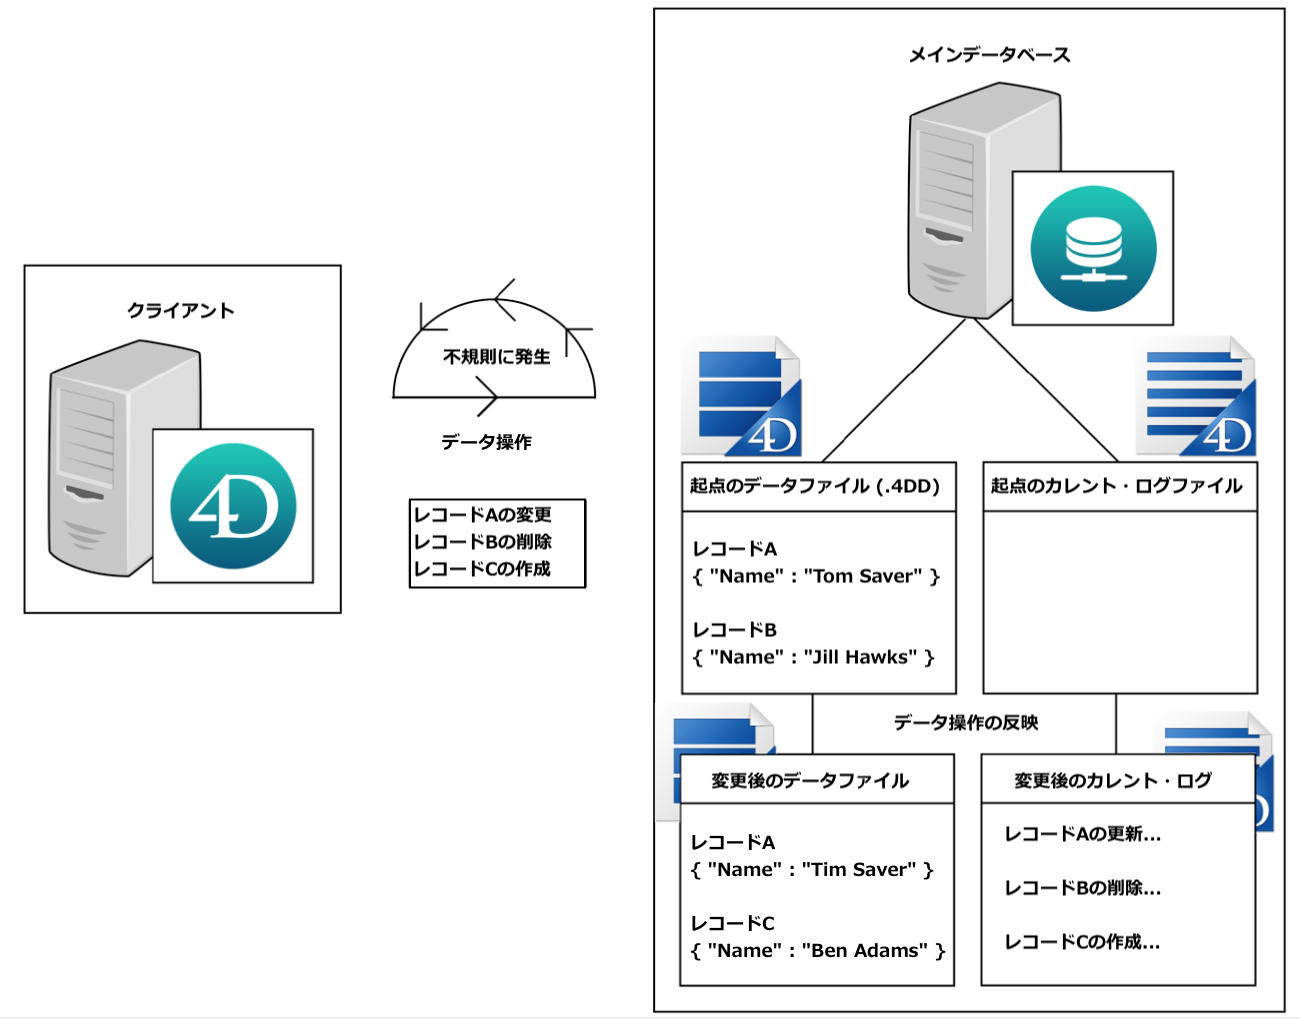 メインデータベース
クライアント
4D
不規則に発生
データ操作
レコードAの変更
レコードBの削除
レコードCの作成
4D
4D
起点のデータファイル (.4DD)
レコードA
{ "Name" : "Tom Saver" }
レコードB
{ "Name" : "Jill Hawks" }
起点のカレント・ログファイル
データ操作の反映
変更後のデータファイル
レコードA
{ "Name" : "Tim Saver" }
レコードC
{ "Name" : "Ben Adams" }
変更後のカレント・ログ
レコードAの更新...
レコードBの削除...
レコードCの作成...